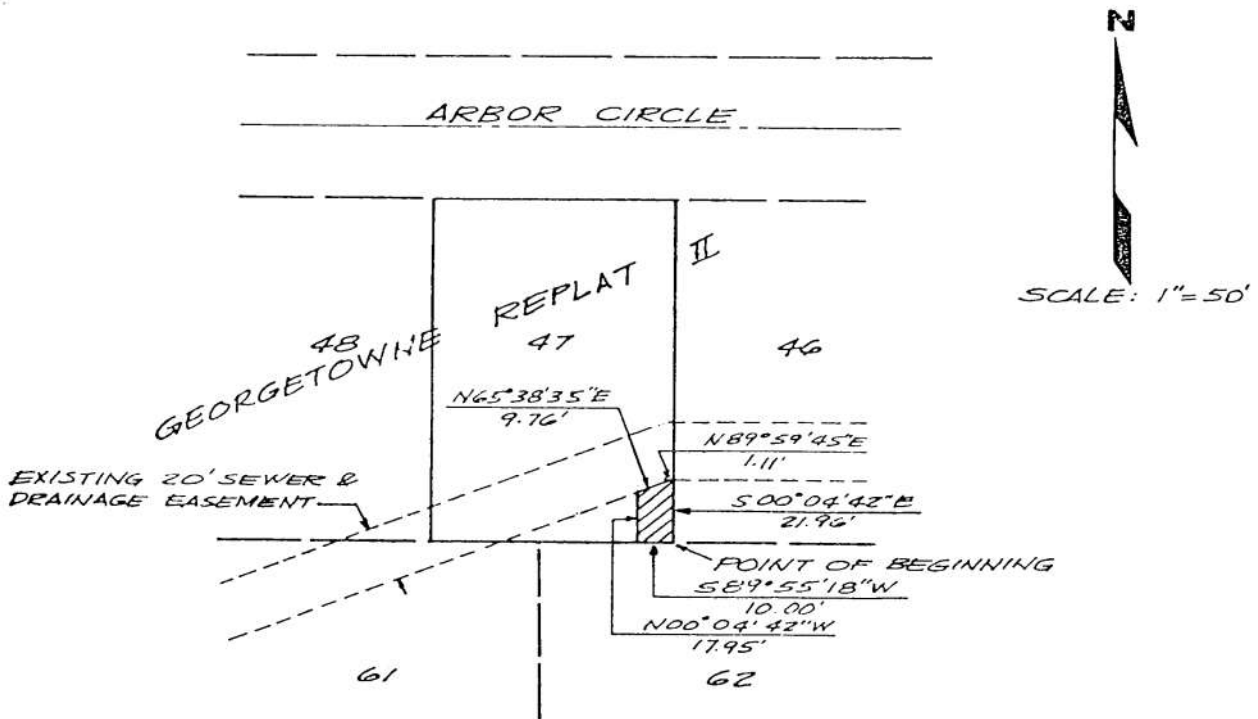 N
ARBOR CIRCLE
SCALE: 1"=50'
GEORGETOWNE REPLAT II
48
47
46
N65°38'35"E
9.76'
N89°59'45"E
1.11'
EXISTING 20' SEWER &
DRAINAGE EASEMENT
S00°04'42"E
21.96'
POINT OF BEGINNING
S89°55'18"W
10.00'
N00°04'42"W
17.95'
61
62